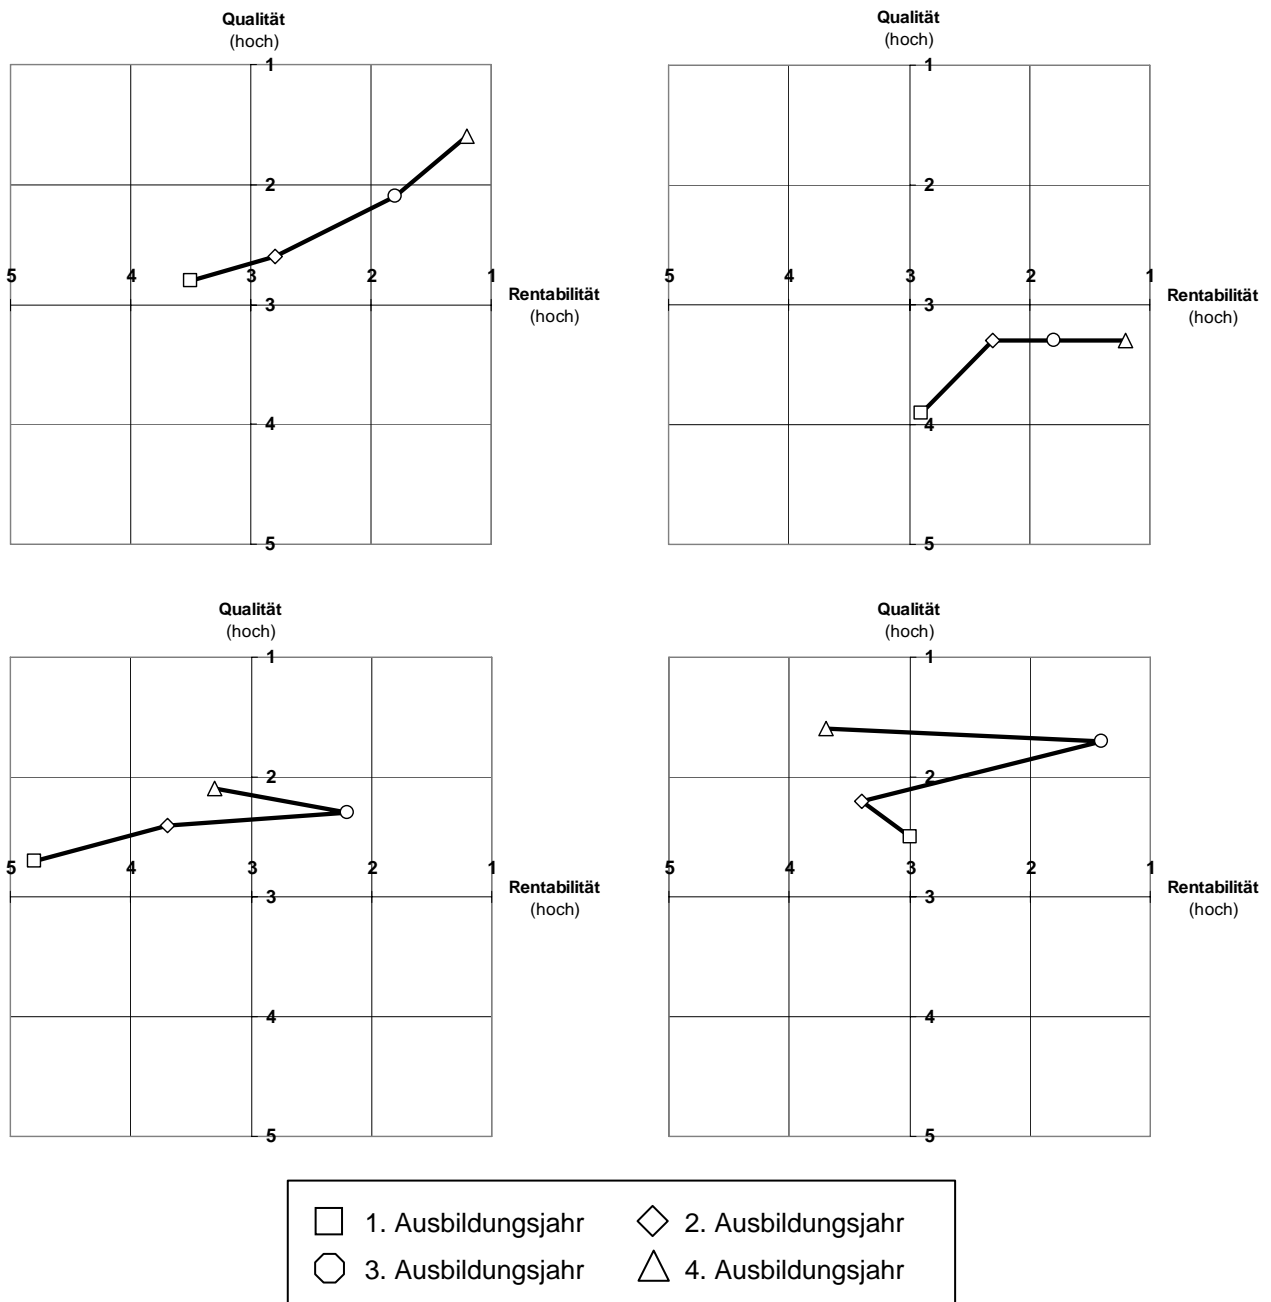 Qualität
(hoch)
1
2
5 4 3 2 1
Rentabilität
(hoch)
3
4
5
Qualität
(hoch)
1
2
5 4 3 2 1
Rentabilität
(hoch)
3
4
5
Qualität
(hoch)
1
2
5 4 3 2 1
Rentabilität
(hoch)
3
4
5
Qualität
(hoch)
1
2
5 4 3 2 1
Rentabilität
(hoch)
3
4
5
1. Ausbildungsjahr 2. Ausbildungsjahr
3. Ausbildungsjahr 4. Ausbildungsjahr